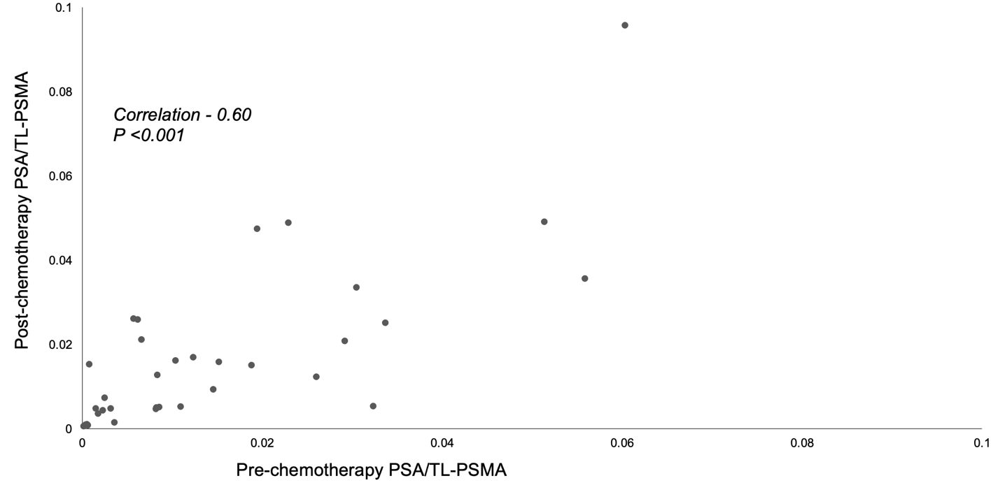 0.1
0.08
0.06
0.04
0.02
0
Post-chemotherapy PSA/TL-PSMA
Correlation - 0.60
P <0.001
0 0.02 0.04 0.06 0.08 0.1
Pre-chemotherapy PSA/TL-PSMA